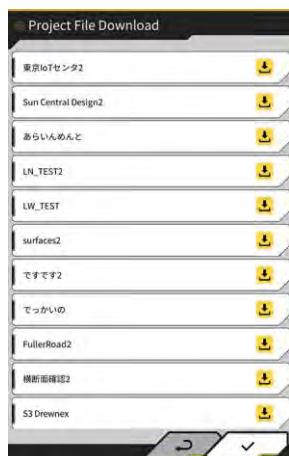 Project File Download
東京IoTセンタ2
Sun Central Design2
あらいんめんと
LN_TEST2
LW_TEST
surfaces2
ですです2
でっかいの
FullerRoad2
横断面確認2
S3 Drewnex